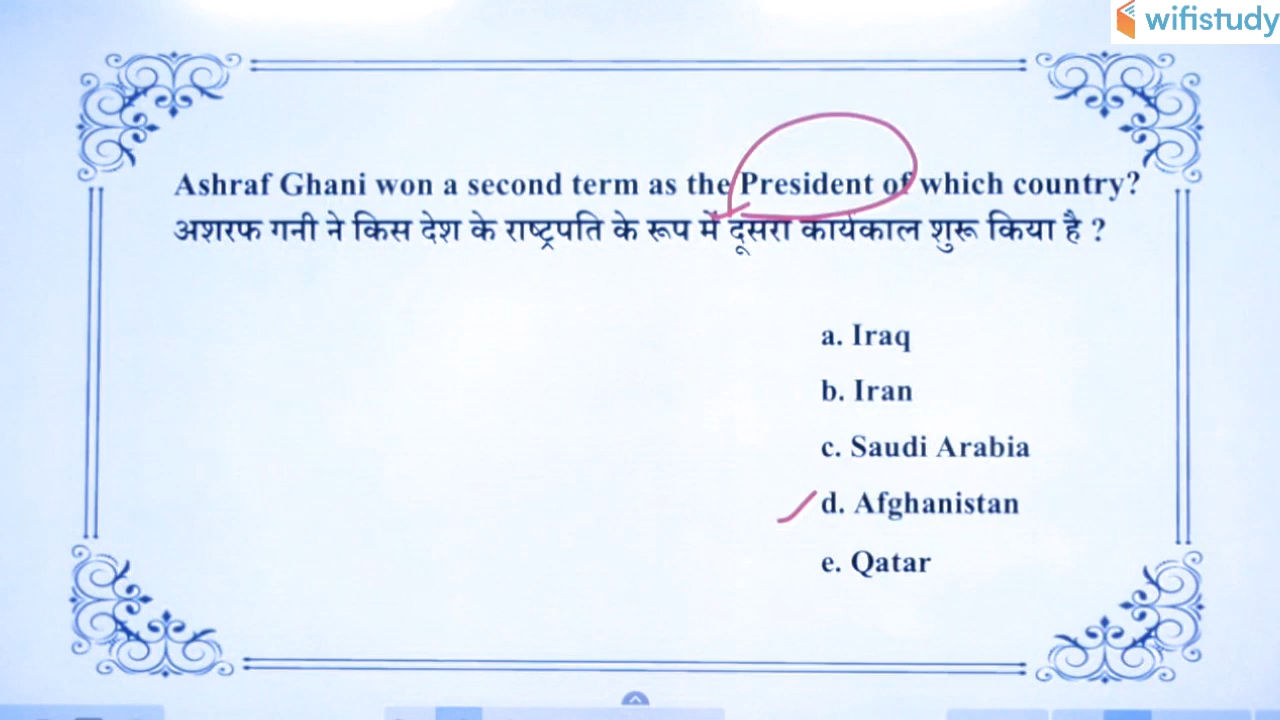 wifistudy
Ashraf Ghani won a second term as the President of which country?
अशरफ गनी ने किस देश के राष्ट्रपति के रूप में दूसरा कार्यकाल शुरू किया है ?
a. Iraq
b. Iran
c. Saudi Arabia
d. Afghanistan
e. Qatar